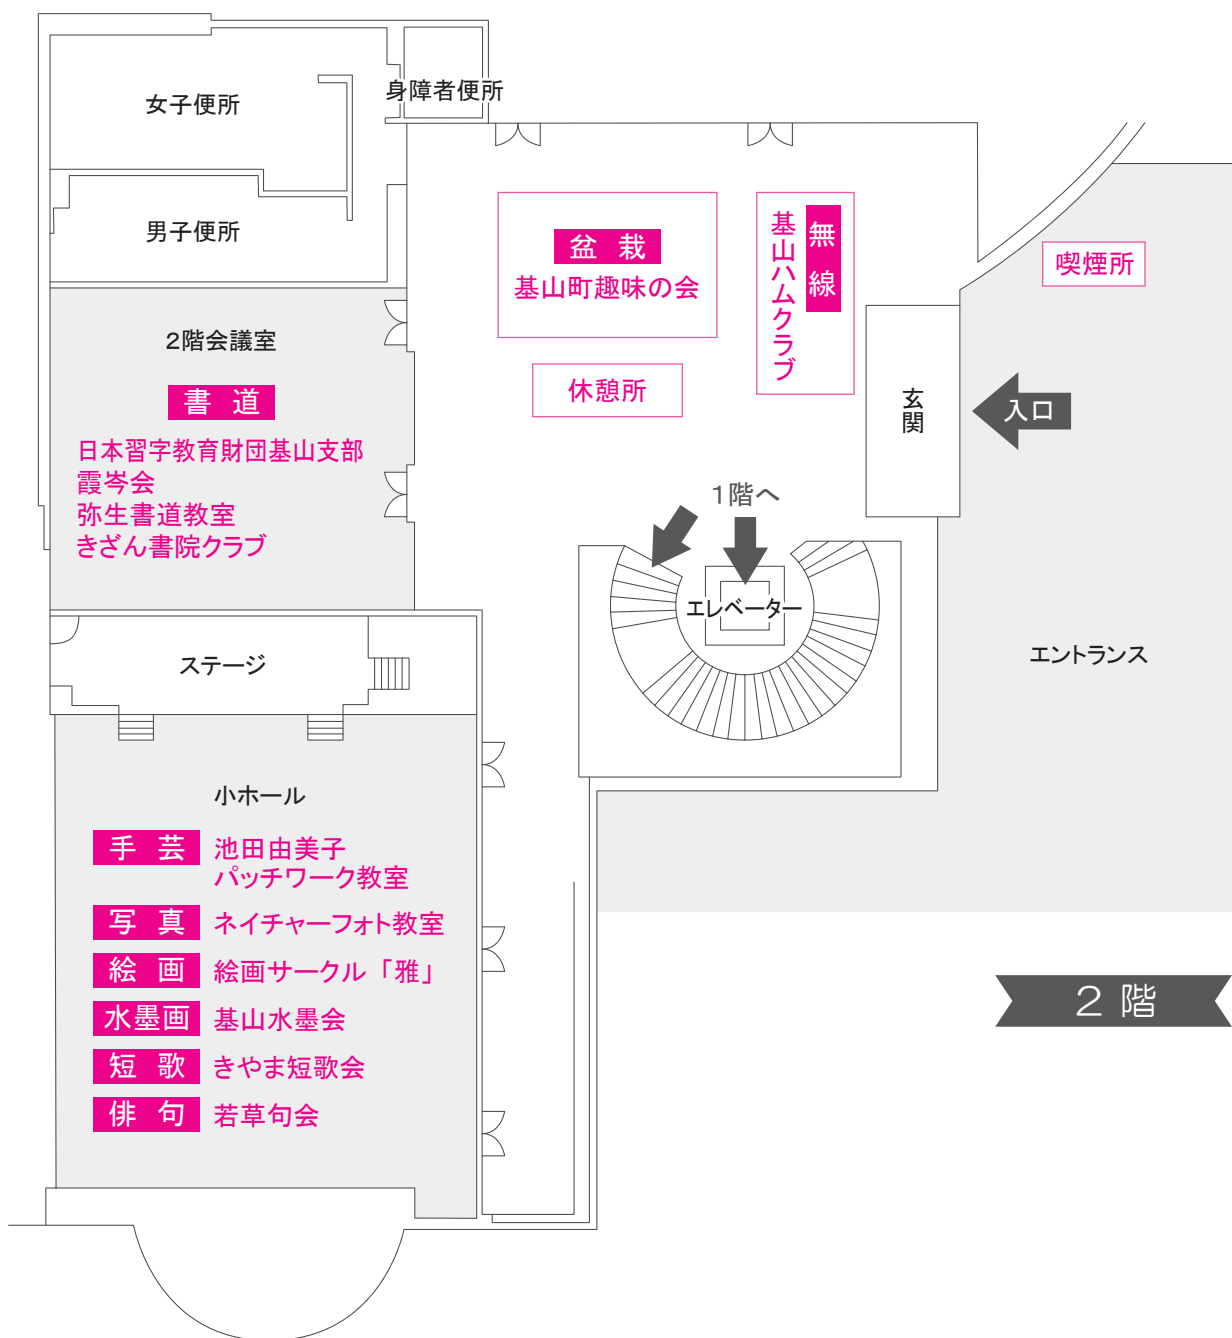 身障者便所
女子便所
男子便所
盆栽
基山町趣味の会
無線
基山ハムクラブ
喫煙所
2階会議室
書道
日本習字教育財団基山支部
霞岑会
弥生書道教室
きざん書院クラブ
休憩所
玄関
入口
1階へ
エレベーター
エントランス
ステージ
小ホール
手芸 池田由美子
パッチワーク教室
写真 ネイチャーフォト教室
絵画 絵画サークル「雅」
水墨画 基山水墨会
短歌 きやま短歌会
俳句 若草句会
2階